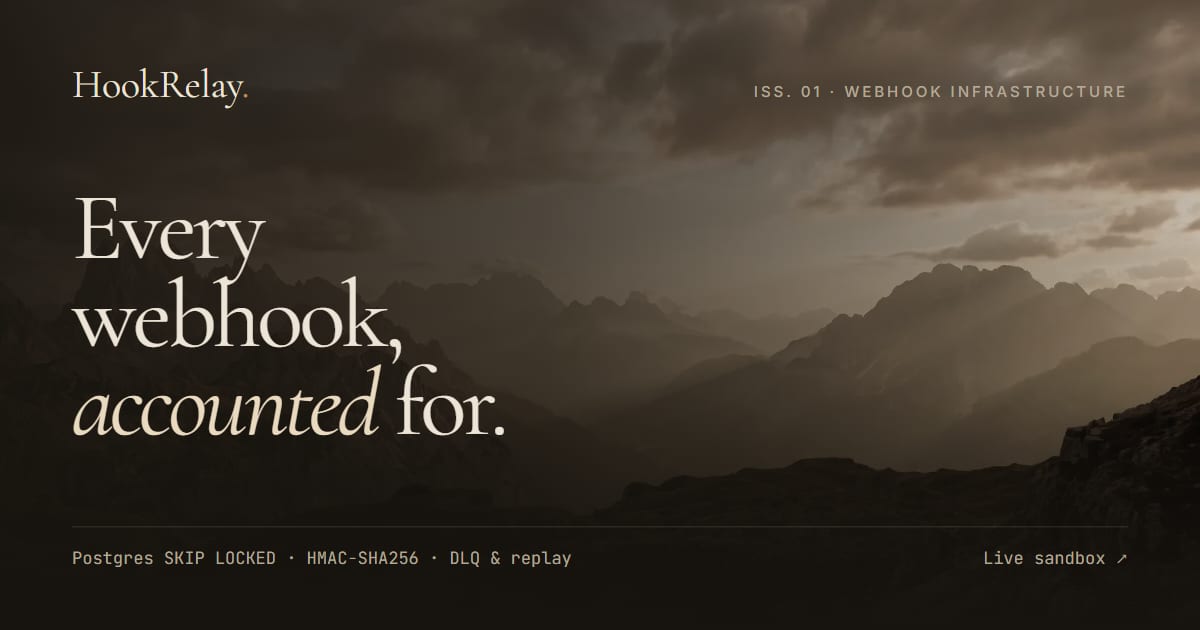 HookRelay.
ISS. 01 · WEBHOOK INFRASTRUCTURE
Every
webhook,
accounted for.
Postgres SKIP LOCKED · HMAC-SHA256 · DLQ & replay
Live sandbox ↗